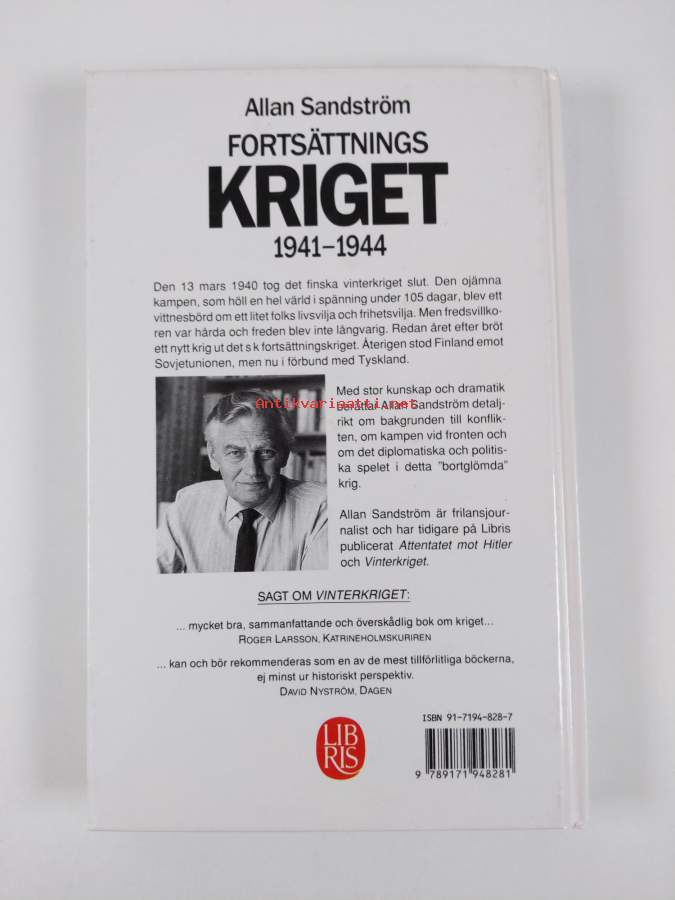 Allan Sandström
FORTSÄTTNINGS
KRIGET
1941–1944
Den 13 mars 1940 tog det finska vinterkriget slut. Den ojämna
kampen, som höll en hel värld i spänning under 105 dagar, blev ett
vittnesbörd om ett litet folks livsvilja och frihetsvilja. Men fredsvillko-
ren var hårda och freden blev inte långvarig. Redan året efter bröt
ett nytt krig ut det s k fortsättningskriget. Återigen stod Finland emot
Sovjetunionen, men nu i förbund med Tyskland.
Med stor kunskap och dramatik
Antikvariaatti.net
berättar Allan Sandström detalj-
rikt om bakgrunden till konflik-
ten, om kampen vid fronten och
om det diplomatiska och politis-
ka spelet i detta "bortglömda"
krig.
Allan Sandström är frilansjour-
nalist och har tidigare på Libris
publicerat Attentatet mot Hitler
och Vinterkriget.
SAGT OM VINTERKRIGET:
... mycket bra, sammanfattande och överskådlig bok om kriget...
ROGER LARSSON, KATRINEHOLMSKURIREN
... kan och bör rekommenderas som en av de mest tillförlitliga böckerna,
ej minst ur historiskt perspektiv.
DAVID NYSTRÖM, DAGEN
ISBN 91-7194-828-7
LIB
RIS
9 789171 948281